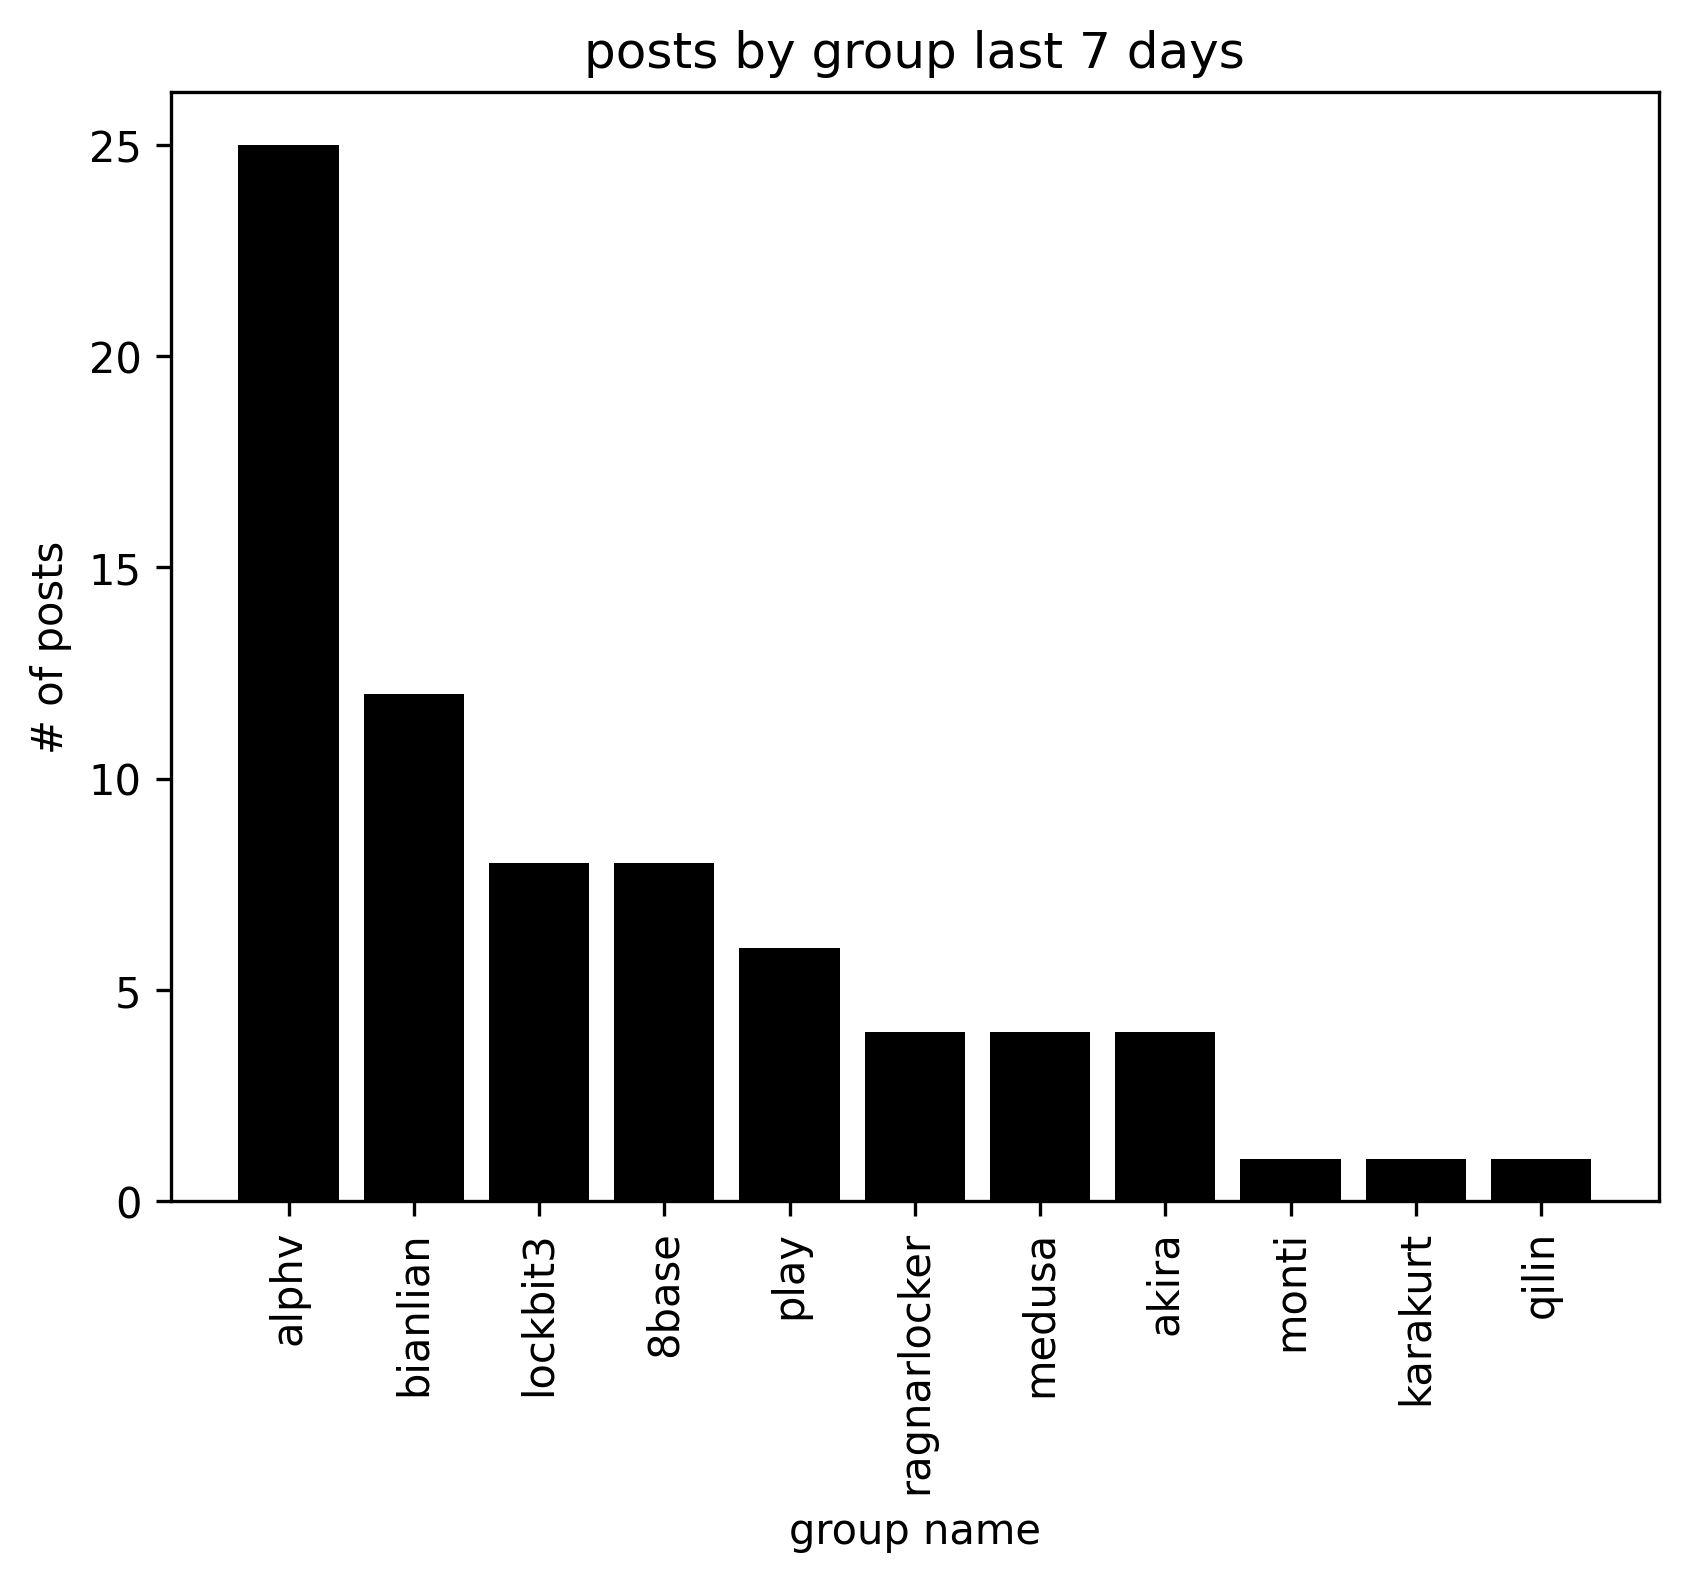 posts by group last 7 days
25
20
15
10
5
0
# of posts
alphv
bianlian
lockbit3
8base
play
ragnarlocker
medusa
akira
monti
karakurt
qilin
group name